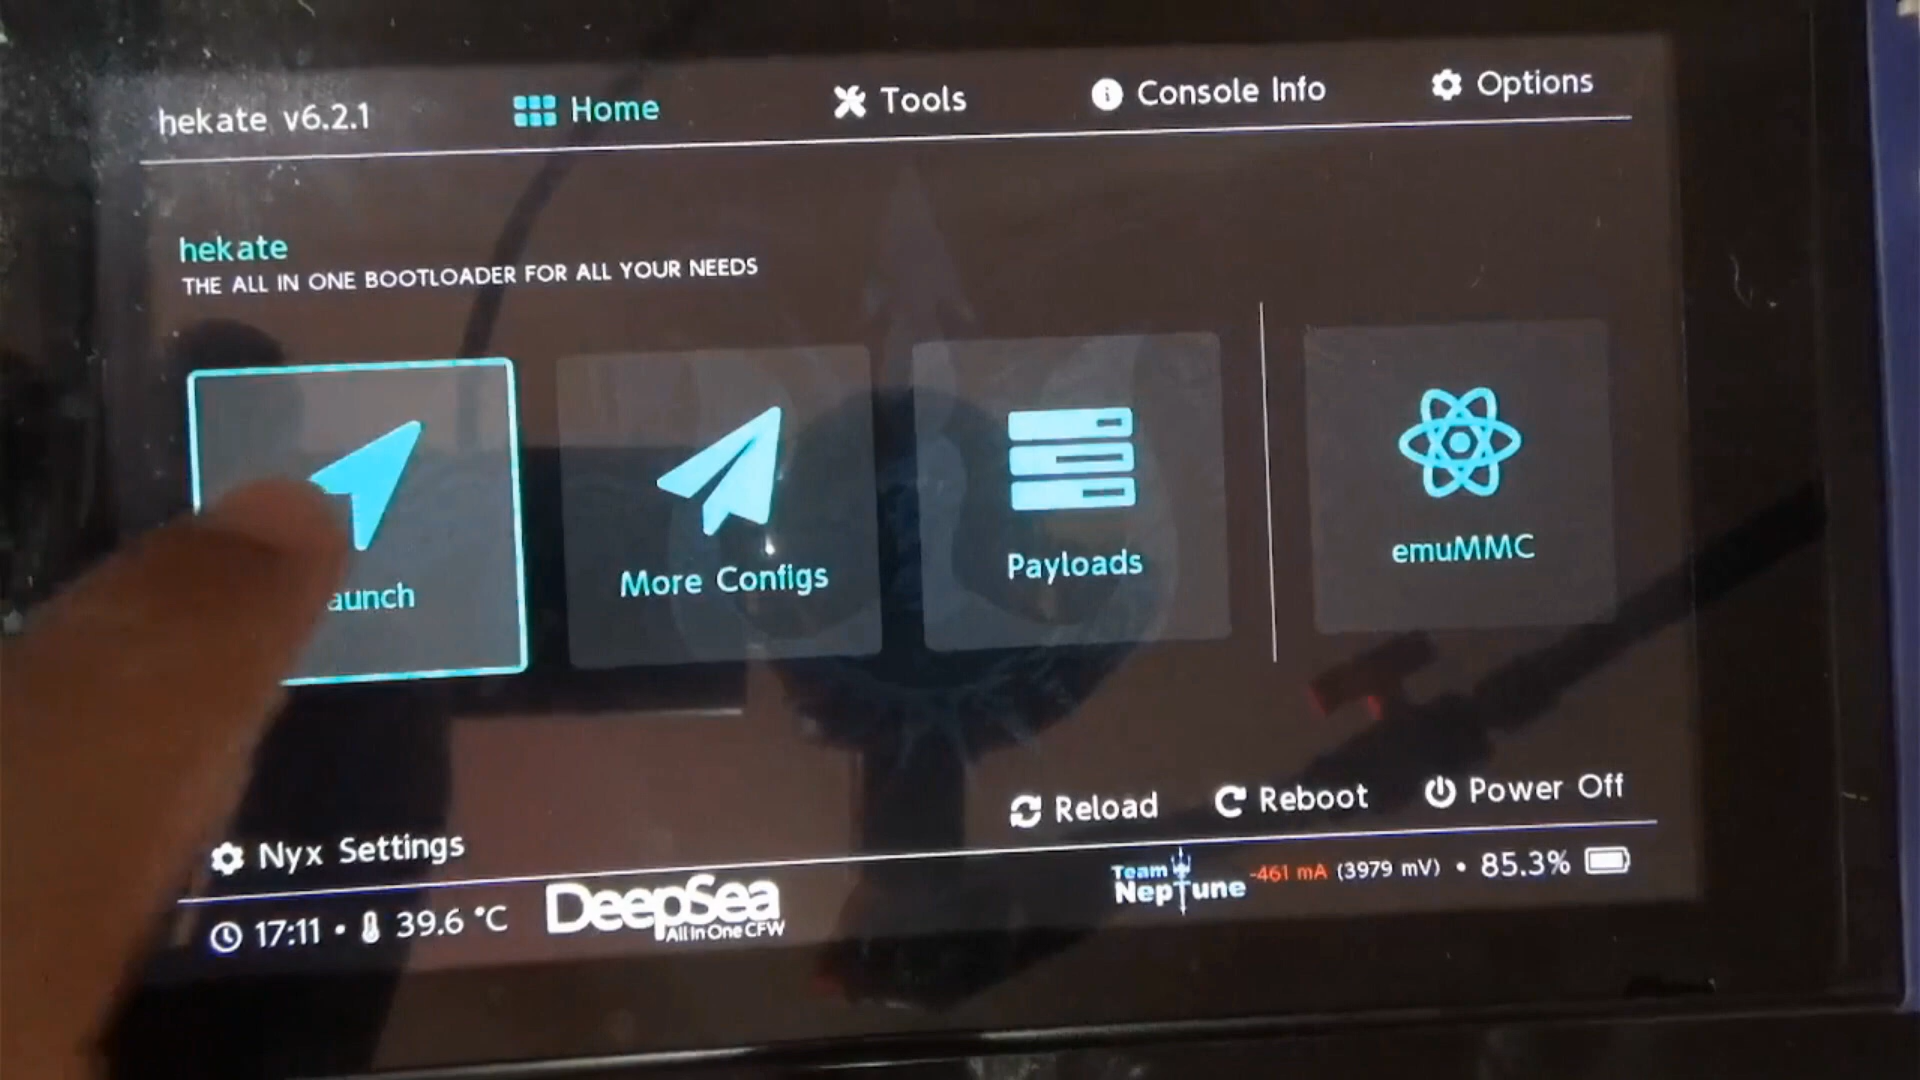 hekate v6.2.1
Home
Tools
Console Info
Options
hekate
THE ALL IN ONE BOOTLOADER FOR ALL YOUR NEEDS
aunch
More Configs
Payloads
emuMMC
Reload
Reboot
Power Off
Nyx Settings
17:11 • 39.6 °C
DeepSea
All In One CFW
Team
Neptune
-461 mA (3979 mV) • 85.3%